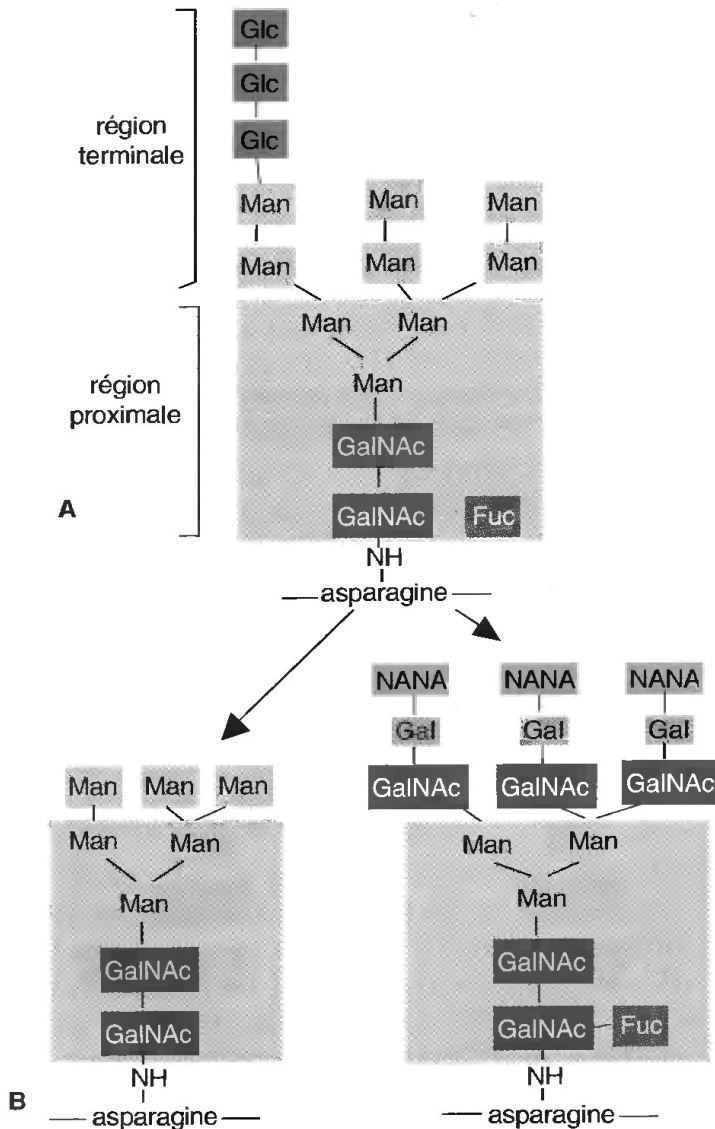 Glc
Glc
région
terminale
Glc
Man Man Man
Man Man Man
Man Man
région
proximale
Man
GalNAc
A
GalNAc Fuc
NH
asparagine
NANA NANA NANA
Gal Gal Gal
Man Man Man
GalNAc GalNAc GalNAc
Man Man
Man Man
Man
Man
GalNAc
GalNAc
GalNAc
GalNAc Fuc
NH
NH
B
asparagine
asparagine